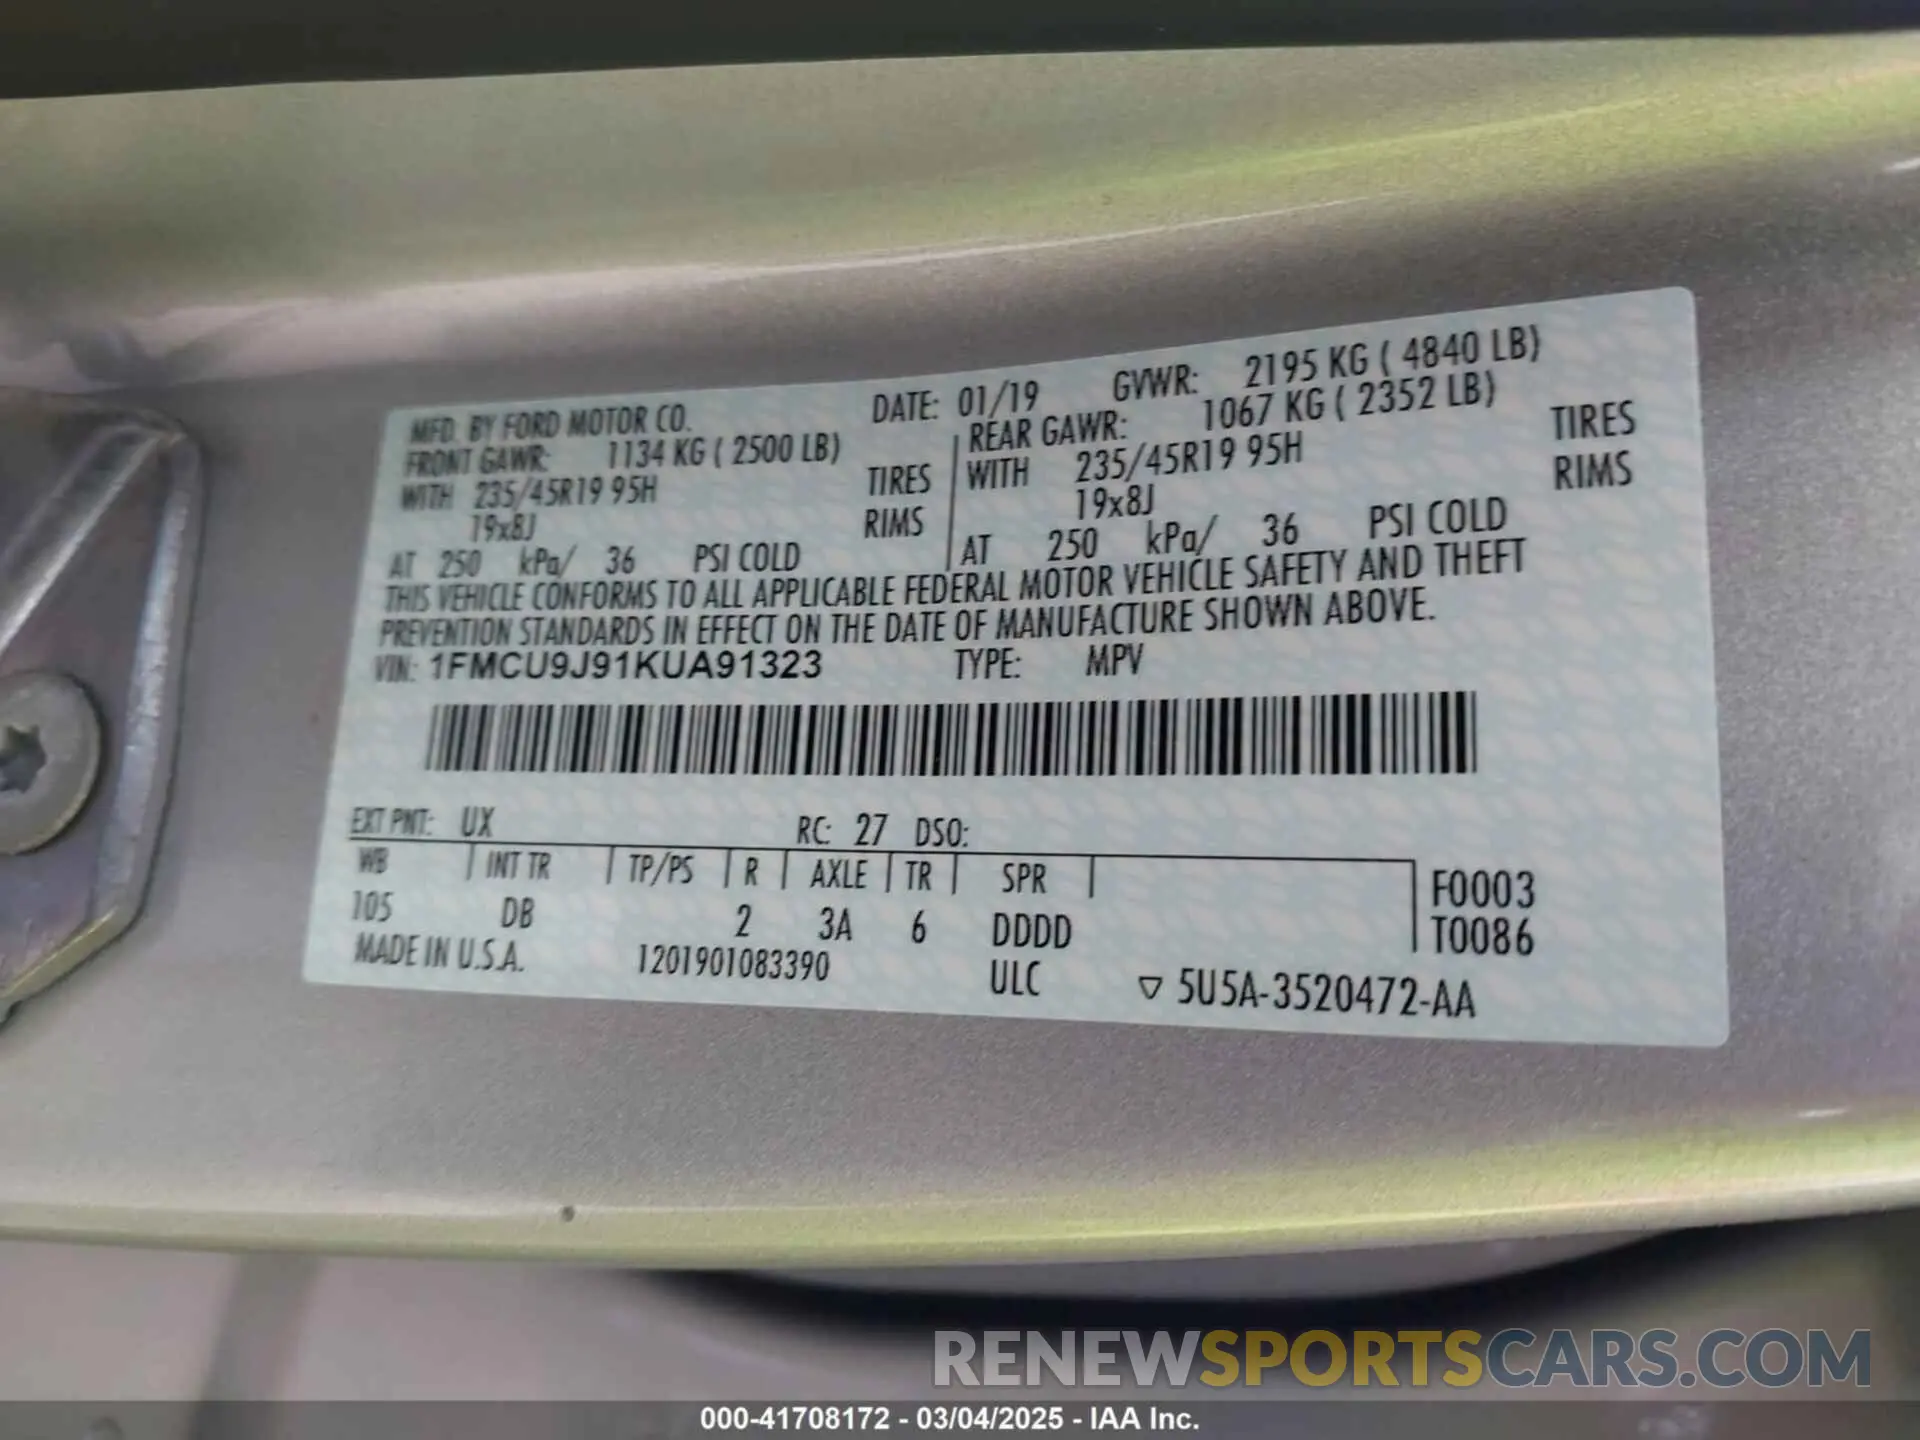 MFD. BY FORD MOTOR CO. DATE: 01/19 GVWR: 2195 KG ( 4840 LB)
FRONT GAWR: 1134 KG ( 2500 LB) REAR GAWR: 1067 KG ( 2352 LB)
WITH 235/45R19 95H TIRES WITH 235/45R19 95H TIRES
19x8J RIMS 19x8J RIMS
AT 250 kPa/ 36 PSI COLD AT 250 kPa/ 36 PSI COLD
THIS VEHICLE CONFORMS TO ALL APPLICABLE FEDERAL MOTOR VEHICLE SAFETY AND THEFT
PREVENTION STANDARDS IN EFFECT ON THE DATE OF MANUFACTURE SHOWN ABOVE.
VIN: 1FMCU9J91KUA91323 TYPE: MPV
EXT PNT: UX RC: 27 DSO:
WB INT TR TP/PS R AXLE TR SPR F0003
105 DB 2 3A 6 DDDD T0086
MADE IN U.S.A. 1201901083390 ULC ▽ 5U5A-3520472-AA
RENEWSPORTSCARS.COM
000-41708172 - 03/04/2025 - IAA Inc.